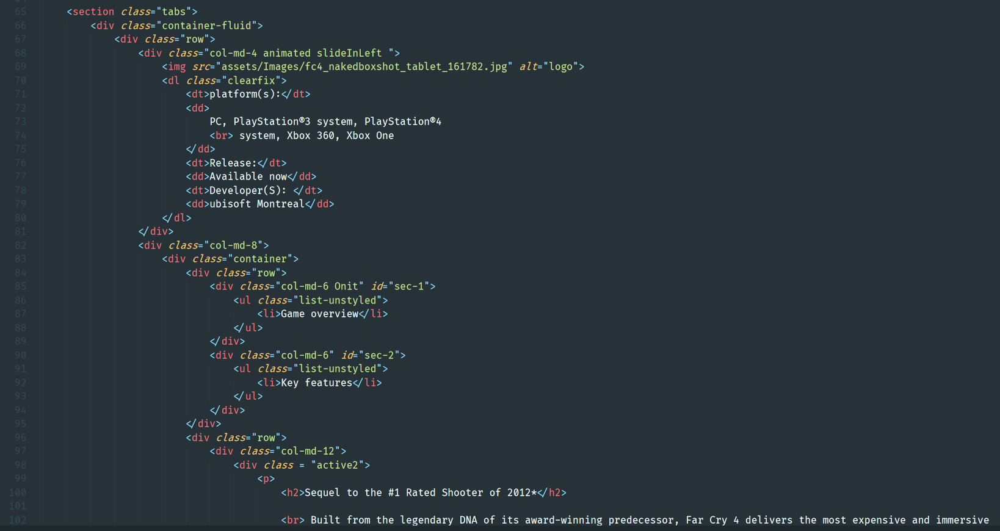 65 <section class="tabs">
66 <div class="container-fluid">
67 <div class="row">
68 <div class="col-md-4 animated slideInLeft ">
69 <img src="assets/Images/fc4_nakedboxshot_tablet_161782.jpg" alt="logo">
70 <dl class="clearfix">
71 <dt>platform(s):</dt>
72 <dd>
73 PC, PlayStation®3 system, PlayStation®4
74 <br> system, Xbox 360, Xbox One
75 </dd>
76 <dt>Release:</dt>
77 <dd>Available now</dd>
78 <dt>Developer(S): </dt>
79 <dd>ubisoft Montreal</dd>
80 </dl>
81 </div>
82 <div class="col-md-8">
83 <div class="container">
84 <div class="row">
85 <div class="col-md-6 Onit" id="sec-1">
86 <ul class="list-unstyled">
87 <li>Game overview</li>
88 </ul>
89 </div>
90 <div class="col-md-6" id="sec-2">
91 <ul class="list-unstyled">
92 <li>Key features</li>
93 </ul>
94 </div>
95 </div>
96 <div class="row">
97 <div class="col-md-12">
98 <div class = "active2">
99 <p>
100 <h2>Sequel to the #1 Rated Shooter of 2012*</h2>
101
102 <br> Built from the legendary DNA of its award-winning predecessor, Far Cry 4 delivers the most expensive and immersive